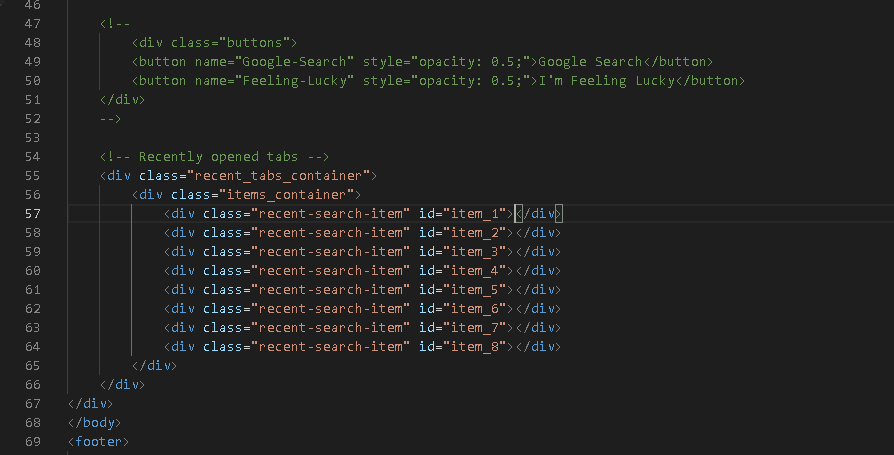 46
47 <!--
48 <div class="buttons">
49 <button name="Google-Search" style="opacity: 0.5;">Google Search</button>
50 <button name="Feeling-Lucky" style="opacity: 0.5;">I'm Feeling Lucky</button>
51 </div>
52 -->
53
54 <!-- Recently opened tabs -->
55 <div class="recent_tabs_container">
56 <div class="items_container">
57 <div class="recent-search-item" id="item_1"></div>
58 <div class="recent-search-item" id="item_2"></div>
59 <div class="recent-search-item" id="item_3"></div>
60 <div class="recent-search-item" id="item_4"></div>
61 <div class="recent-search-item" id="item_5"></div>
62 <div class="recent-search-item" id="item_6"></div>
63 <div class="recent-search-item" id="item_7"></div>
64 <div class="recent-search-item" id="item_8"></div>
65 </div>
66 </div>
67 </div>
68 </body>
69 <footer>